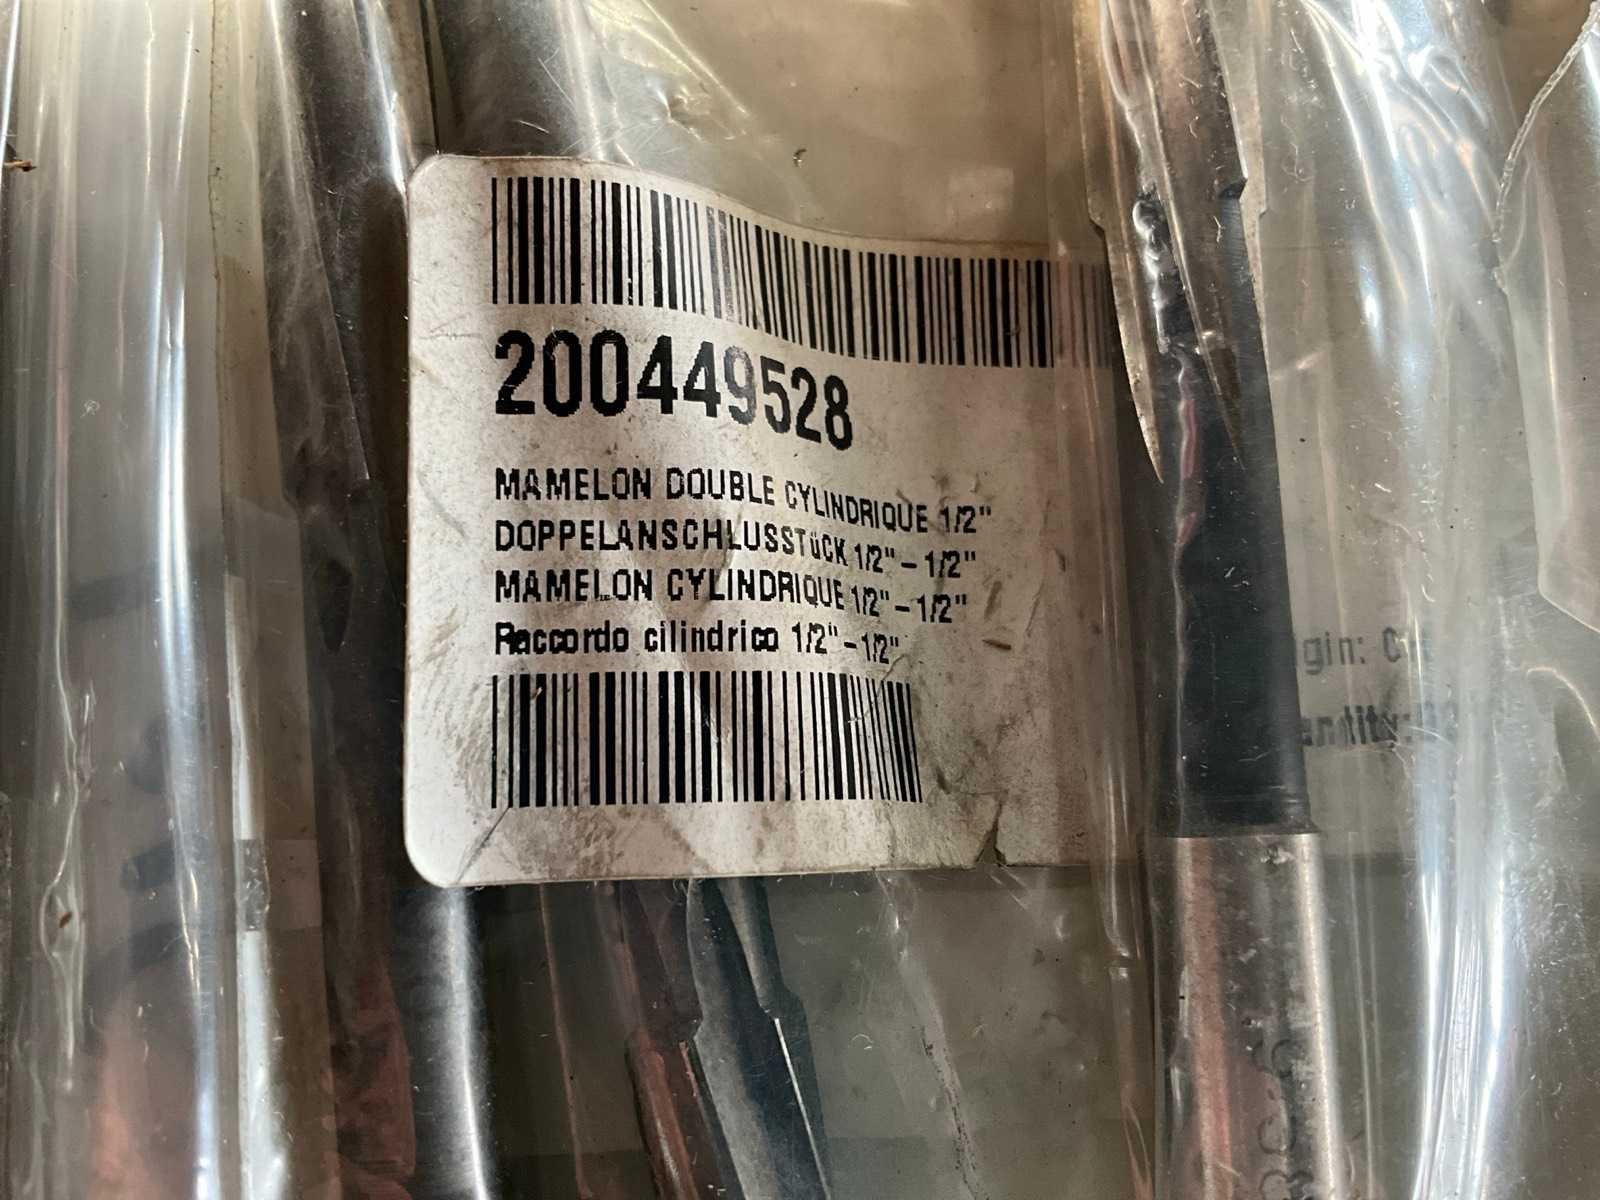 200449528
MAMELON DOUBLE CYLINDRIQUE 1/2"
DOPPELANSCHLUSSTüCK 1/2" – 1/2"
MAMELON CYLINDRIQUE 1/2" – 1/2"
Raccordo cilindrico 1/2" – 1/2"